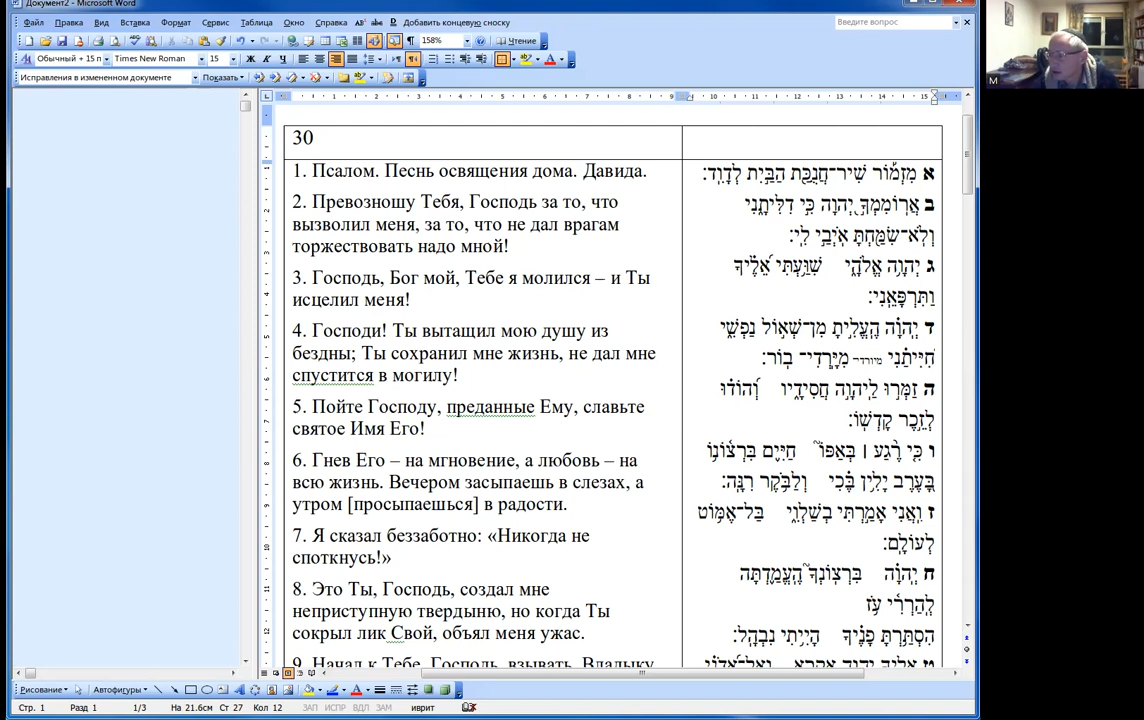 Документ2 - Microsoft Word
Файл Правка Вид Вставка Формат Сервис Таблица Окно Справка Добавить концевую сноску
Введите вопрос
158% Чтение
Обычный + 15 п Times New Roman 15
Исправления в измененном документе Показать
30
1. Псалом. Песнь освящения дома. Давида.
2. Превозношу Тебя, Господь за то, что
вызволил меня, за то, что не дал врагам
торжествовать надо мной!
3. Господь, Бог мой, Тебе я молился – и Ты
исцелил меня!
4. Господи! Ты вытащил мою душу из
бездны; Ты сохранил мне жизнь, не дал мне
спустится в могилу!
5. Пойте Господу, преданные Ему, славьте
святое Имя Его!
6. Гнев Его – на мгновение, а любовь – на
всю жизнь. Вечером засыпаешь в слезах, а
утром [просыпаешься] в радости.
7. Я сказал беззаботно: «Никогда не
споткнусь!»
8. Это Ты, Господь, создал мне
неприступную твердыню, но когда Ты
сокрыл лик Свой, объял меня ужас.
9. Начал к Тебе, Господь, взывать, Владыку
א מִזְמ֡וֹר שִׁיר־חֲנֻכַּ֖ת הַבַּ֣יִת לְדָוִֽד׃
ב אֲרוֹמִמְךָ֣ יְ֭הוָה כִּ֣י דִלִּיתָ֑נִי
וְלֹֽא־שִׂמַּ֖חְתָּ אֹיְבַ֣י לִֽי׃
ג יְהוָ֥ה אֱלֹהָ֑י שִׁוַּ֥עְתִּי אֵ֝לֶ֗יךָ
וַתִּרְפָּאֵֽנִי׃
ד יְֽהוָ֗ה הֶֽעֱלִ֣יתָ מִן־שְׁא֣וֹל נַפְשִׁ֑י
חִ֝יִּיתַ֗נִי מיורדי־ מִיָּֽרְדִי־ בֽוֹר׃
ה זַמְּר֣וּ לַיהוָ֣ה חֲסִידָ֑יו וְ֝הוֹד֗וּ
לְזֵ֣כֶר קָדְשֽׁוֹ׃
ו כִּ֤י רֶ֨גַע ׀ בְּאַפּוֹ֮ חַיִּ֪ים בִּרְצ֫וֹנ֥וֹ
בָּ֭עֶרֶב יָלִ֥ין בֶּ֗כִי וְלַבֹּ֥קֶר רִנָּֽה׃
ז וַ֭אֲנִי אָמַ֣רְתִּי בְשַׁלְוִ֑י בַּל־אֶמּ֥וֹט
לְעוֹלָֽם׃
ח יְֽהוָ֗ה בִּרְצוֹנְךָ֮ הֶעֱמַ֪דְתָּה
לְֽהַרְרִ֫י עֹ֥ז
הִסְתַּ֥רְתָּ פָנֶ֗יךָ הָיִ֥יתִי נִבְהָֽל׃
ט אֵלֶ֣יךָ יְהוָ֣ה אֶקְרָ֑א וְאֶל־אֲ֝דֹנָ֗י
Рисование Автофигуры
Стр. 1 Разд 1 1/3 На 21.6см Ст 27 Кол 12 ЗАП ИСПР ВДЛ ЗАМ иврит
M